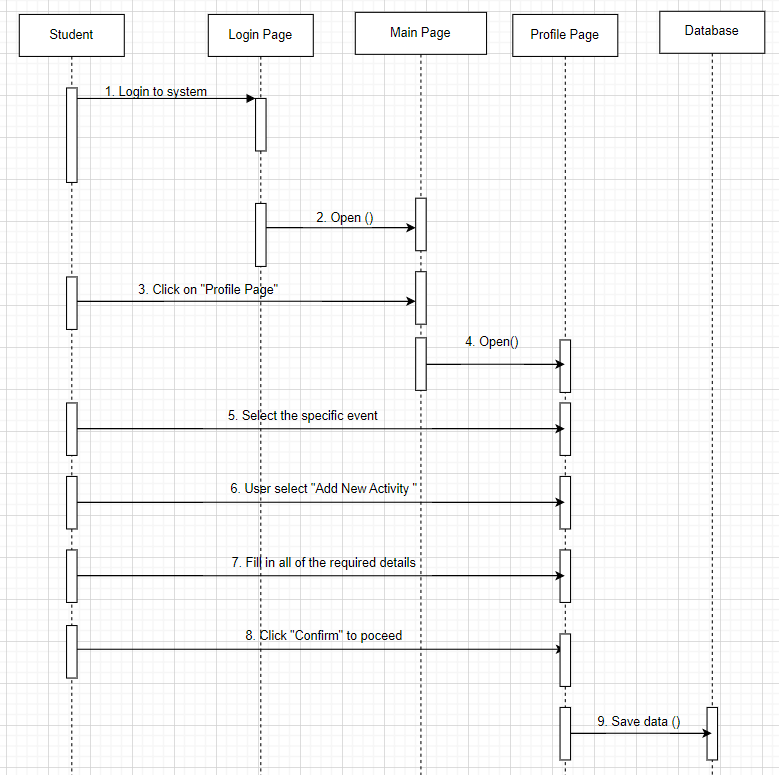 Student
Login Page
Main Page
Profile Page
Database
1. Login to system
2. Open ()
3. Click on "Profile Page"
4. Open()
5. Select the specific event
6. User select "Add New Activity "
7. Fill in all of the required details
8. Click "Confirm" to poceed
9. Save data ()